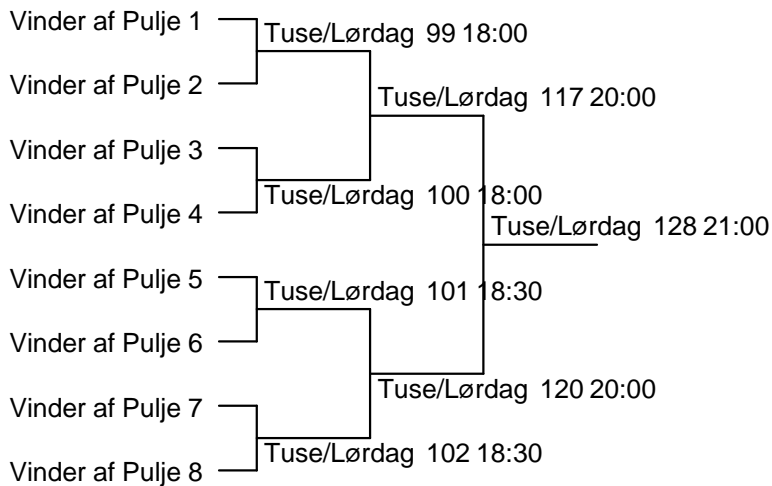 Vinder af Pulje 1
Tuse/Lørdag 99 18:00
Vinder af Pulje 2
Tuse/Lørdag 117 20:00
Vinder af Pulje 3
Tuse/Lørdag 100 18:00
Vinder af Pulje 4
Tuse/Lørdag 128 21:00
Vinder af Pulje 5
Tuse/Lørdag 101 18:30
Vinder af Pulje 6
Tuse/Lørdag 120 20:00
Vinder af Pulje 7
Tuse/Lørdag 102 18:30
Vinder af Pulje 8